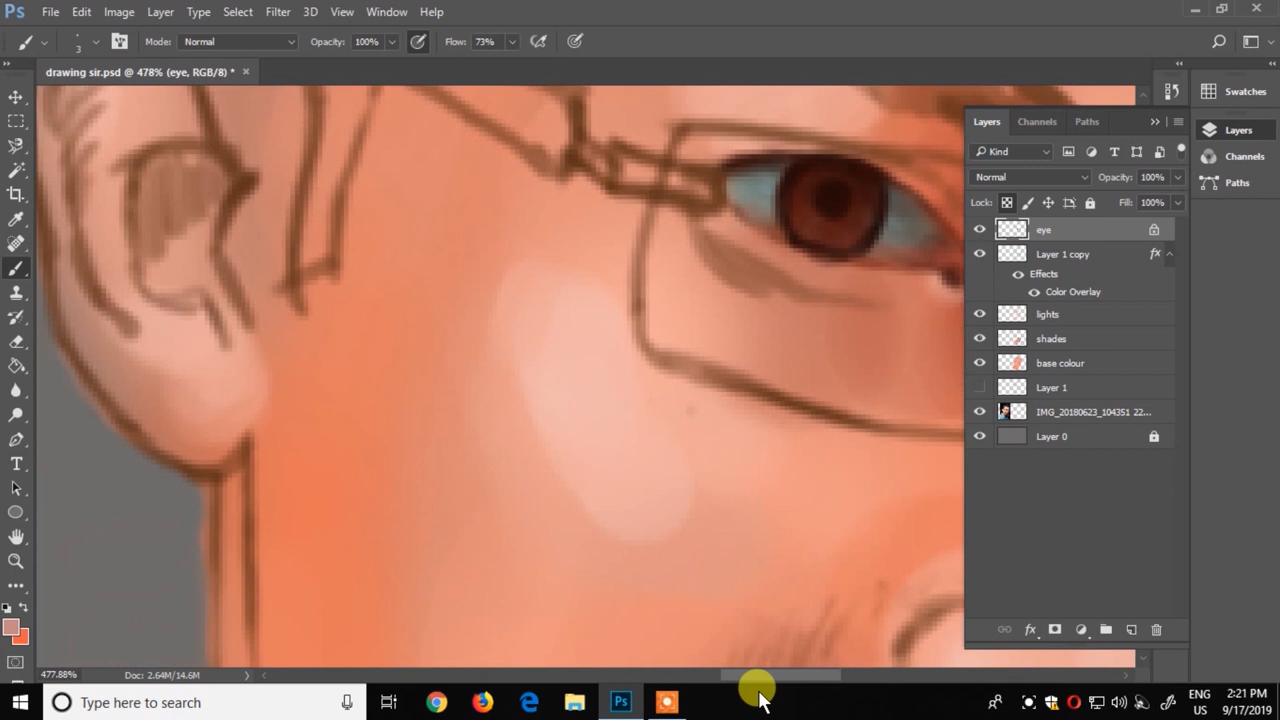 Ps File Edit Image Layer Type Select Filter 3D View Window Help
3 Mode: Normal Opacity: 100% Flow: 73%
drawing sir.psd @ 478% (eye, RGB/8) * ×
Swatches
Layers
Channels
Paths
Layers Channels Paths
Kind
Normal Opacity: 100%
Lock: Fill: 100%
eye
Layer 1 copy fx
Effects
Color Overlay
lights
shades
base colour
Layer 1
IMG_20180623_104351 22...
Layer 0
fx
477.88% Doc: 2.64M/14.6M
Type here to search
Ps
ENG
US
2:21 PM
9/17/2019